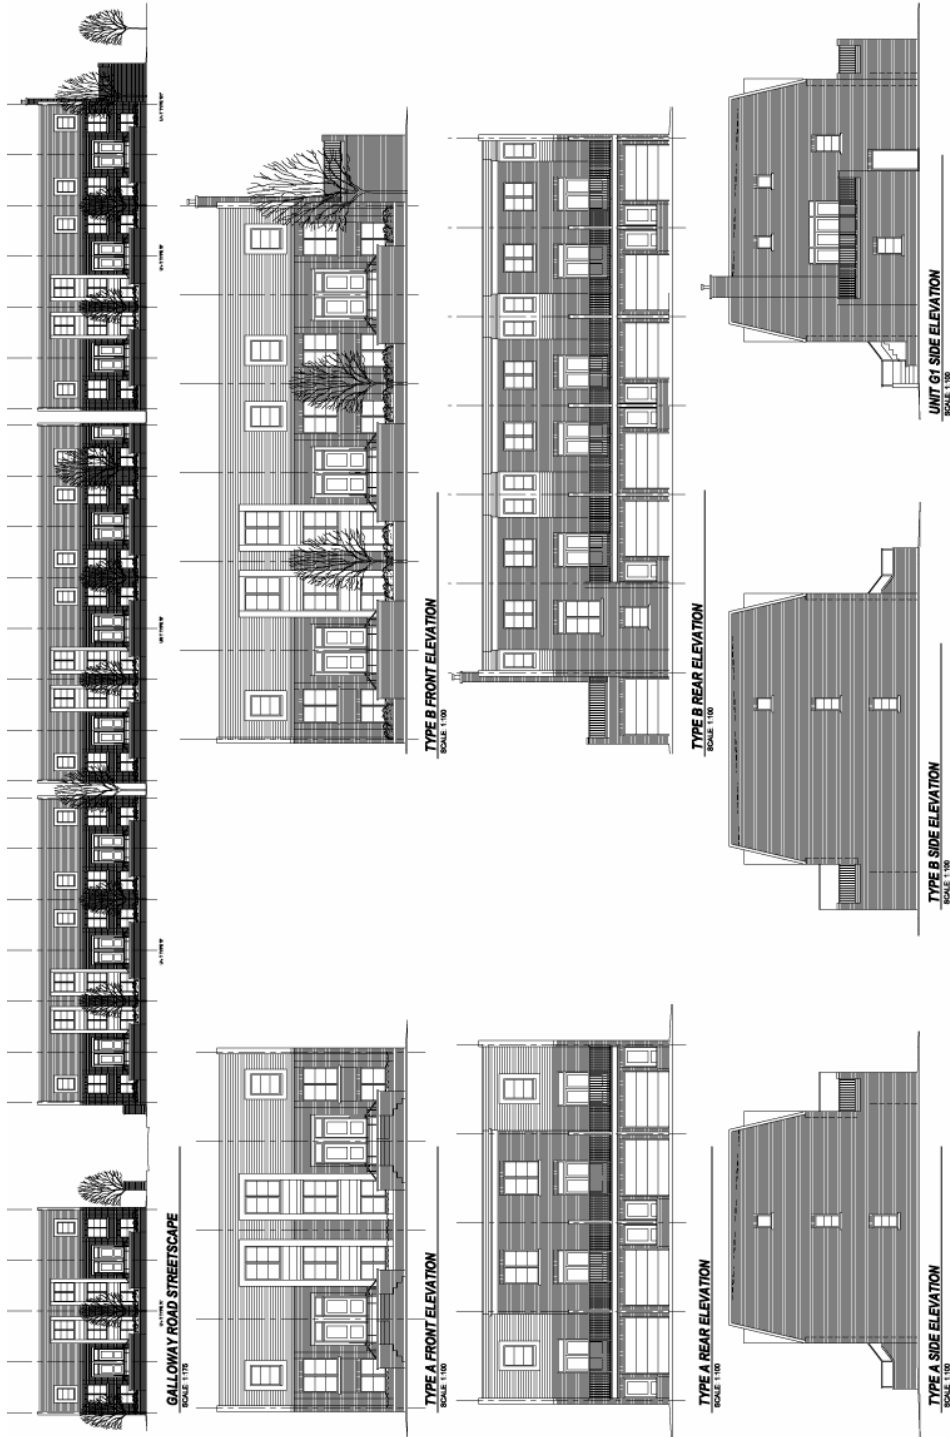 GALLOWAY ROAD STREETSCAPE
SCALE: 1:175
TYPE A FRONT ELEVATION
SCALE: 1:100
TYPE B FRONT ELEVATION
SCALE: 1:100
TYPE A REAR ELEVATION
SCALE: 1:100
TYPE B REAR ELEVATION
SCALE: 1:100
TYPE A SIDE ELEVATION
SCALE: 1:100
TYPE B SIDE ELEVATION
SCALE: 1:100
UNIT G1 SIDE ELEVATION
SCALE: 1:100